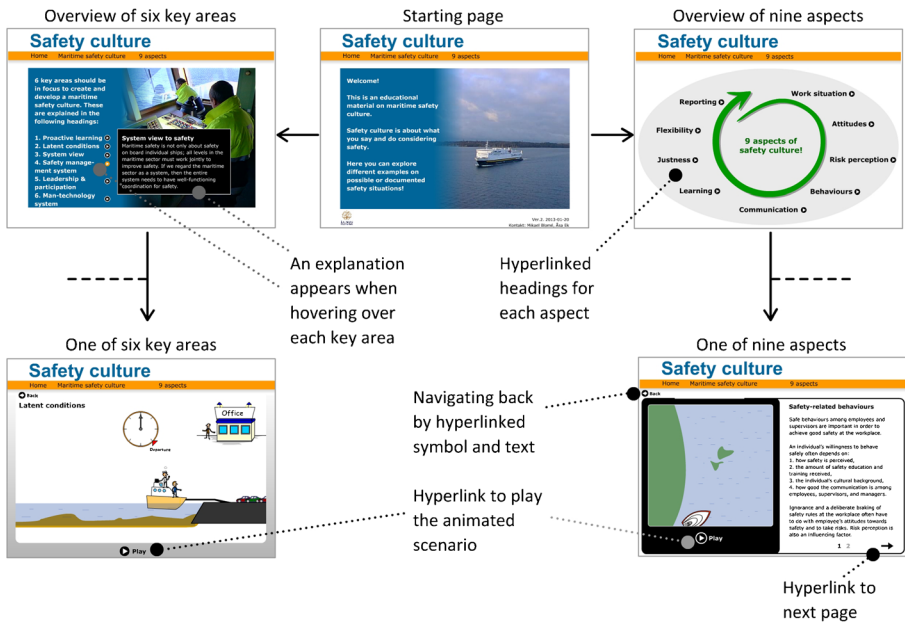 Overview of six key areas
Safety culture
Home Maritime safety culture 9 aspects
6 key areas should be
in focus to create and
develop a maritime
safety culture. These
are explained in the
following headings:
1. Proactive learning
2. Latent conditions
3. System view
4. Safety manage-
ment system
5. Leadership &
participation
6. Man-technology
system
System view to safety
Maritime safety is not only about safety
on board individual ships; all levels in the
maritime sector must work jointly to
improve safety. If we regard the maritime
sector as a system, then the entire
system needs to have well-functioning
coordination for safety.
Starting page
Safety culture
Home Maritime safety culture 9 aspects
Welcome!
This is an educational
material on maritime safety
culture.
Safety culture is about what
you say and do considering
safety.
Here you can explore
different examples on
possible or documented
safety situations!
Ver.2. 2013-01-20
Kontakt: Mikael Blomé, Åsa Ek
Overview of nine aspects
Safety culture
Home Maritime safety culture 9 aspects
Reporting
Work situation
Flexibility
Attitudes
9 aspects of
safety culture!
Justness
Risk perception
Learning
Behaviours
Communication
An explanation
appears when
hovering over
each key area
Hyperlinked
headings for
each aspect
One of six key areas
Safety culture
Home Maritime safety culture 9 aspects
Back
Latent conditions
Office
Departure
Play
Navigating back
by hyperlinked
symbol and text
Hyperlink to play
the animated
scenario
One of nine aspects
Safety culture
Home Maritime safety culture 9 aspects
Back
Safety-related behaviours
Safe behaviours among employees and
supervisors are important in order to
achieve good safety at the workplace.
An individual's willingness to behave
safely often depends on:
1. how safety is perceived,
2. the amount of safety education and
training received,
3. the individual's cultural background,
4. how good the communication is among
employees, supervisors, and managers.
Ignorance and a deliberate braking of
safety rules at the workplace often have
to do with employee's attitudes towards
safety and to take risks. Risk perception is
also an influencing factor.
1 2
Play
Hyperlink to
next page